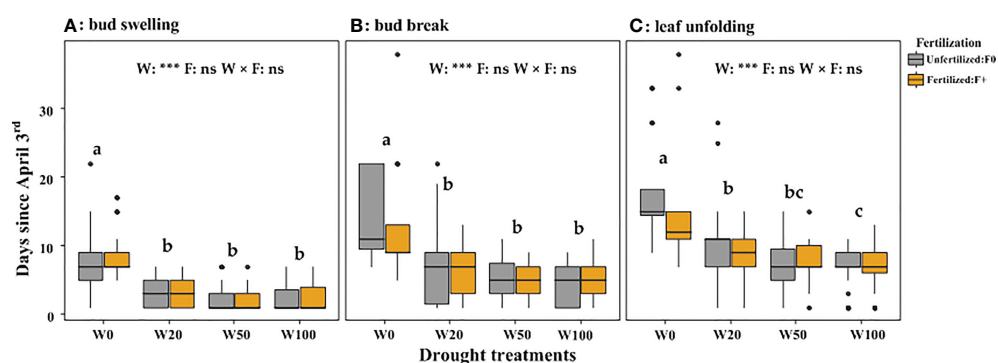 A: bud swelling
B: bud break
C: leaf unfolding
W: *** F: ns W × F: ns
W: *** F: ns W × F: ns
W: *** F: ns W × F: ns
Fertilization
Unfertilized:F0
Fertilized:F+
Days since April 3rd
30
20
10
0
a
b
b
b
a
b
b
b
a
b
bc
c
W0
W20
W50
W100
W0
W20
W50
W100
W0
W20
W50
W100
Drought treatments